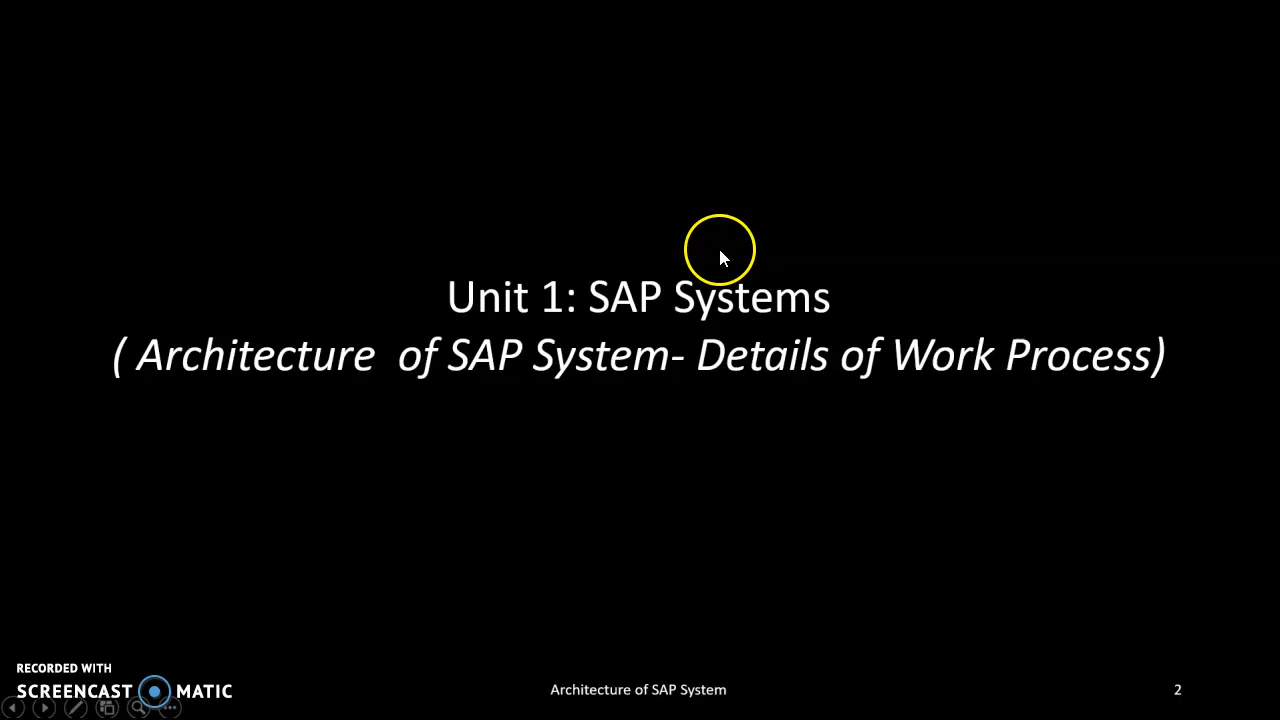 Unit 1: SAP Systems
( Architecture  of SAP System- Details of Work Process)
RECORDED WITH
SCREENCAST MATIC
Architecture of SAP System
2